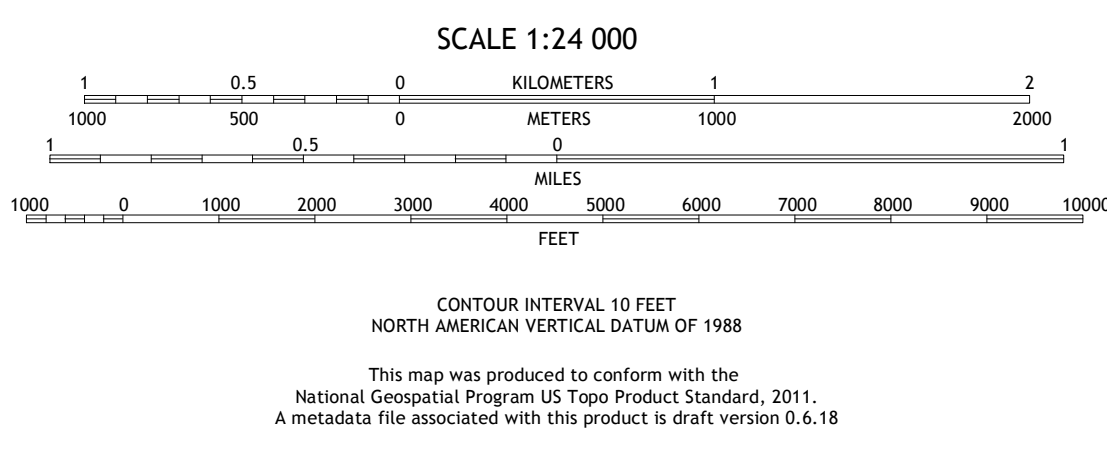 SCALE 1:24 000
1 0.5 0 KILOMETERS 1 2
1000 500 0 METERS 1000 2000
1 0.5 0 1
MILES
1000 0 1000 2000 3000 4000 5000 6000 7000 8000 9000 10000
FEET
CONTOUR INTERVAL 10 FEET
NORTH AMERICAN VERTICAL DATUM OF 1988
This map was produced to conform with the
National Geospatial Program US Topo Product Standard, 2011.
A metadata file associated with this product is draft version 0.6.18